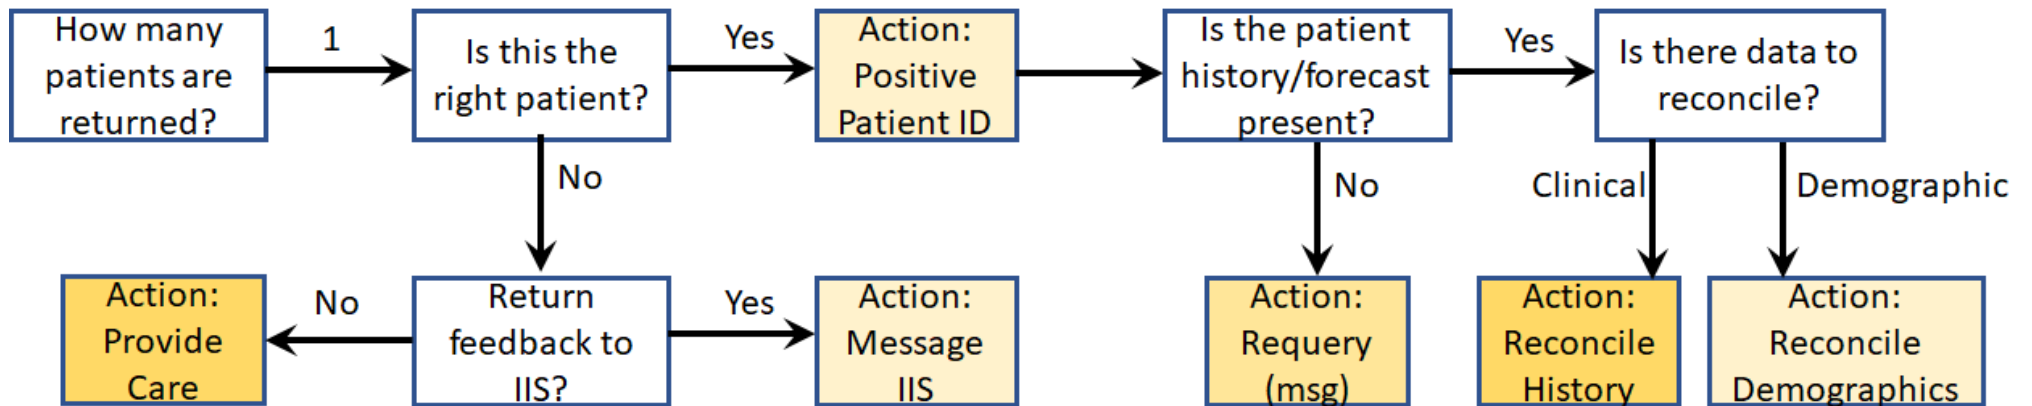 How many
patients are
returned?
1
Is this the
right patient?
Yes
Action:
Positive
Patient ID
Is the patient
history/forecast
present?
Yes
Is there data to
reconcile?
No
No
Clinical
Demographic
Action:
Provide
Care
No
Return
feedback to
IIS?
Yes
Action:
Message
IIS
Action:
Requery
(msg)
Action:
Reconcile
History
Action:
Reconcile
Demographics